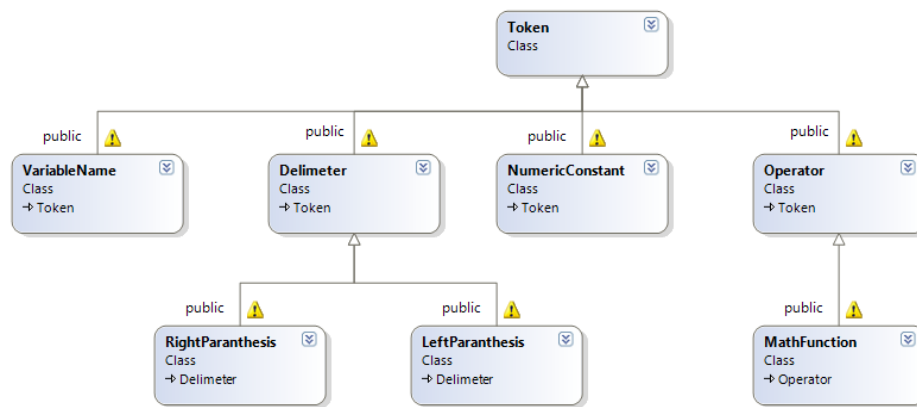 Token
Class
public
public
public
public
VariableName
Class
Token
Delimeter
Class
Token
NumericConstant
Class
Token
Operator
Class
Token
public
public
public
RightParanthesis
Class
Delimeter
LeftParanthesis
Class
Delimeter
MathFunction
Class
Operator